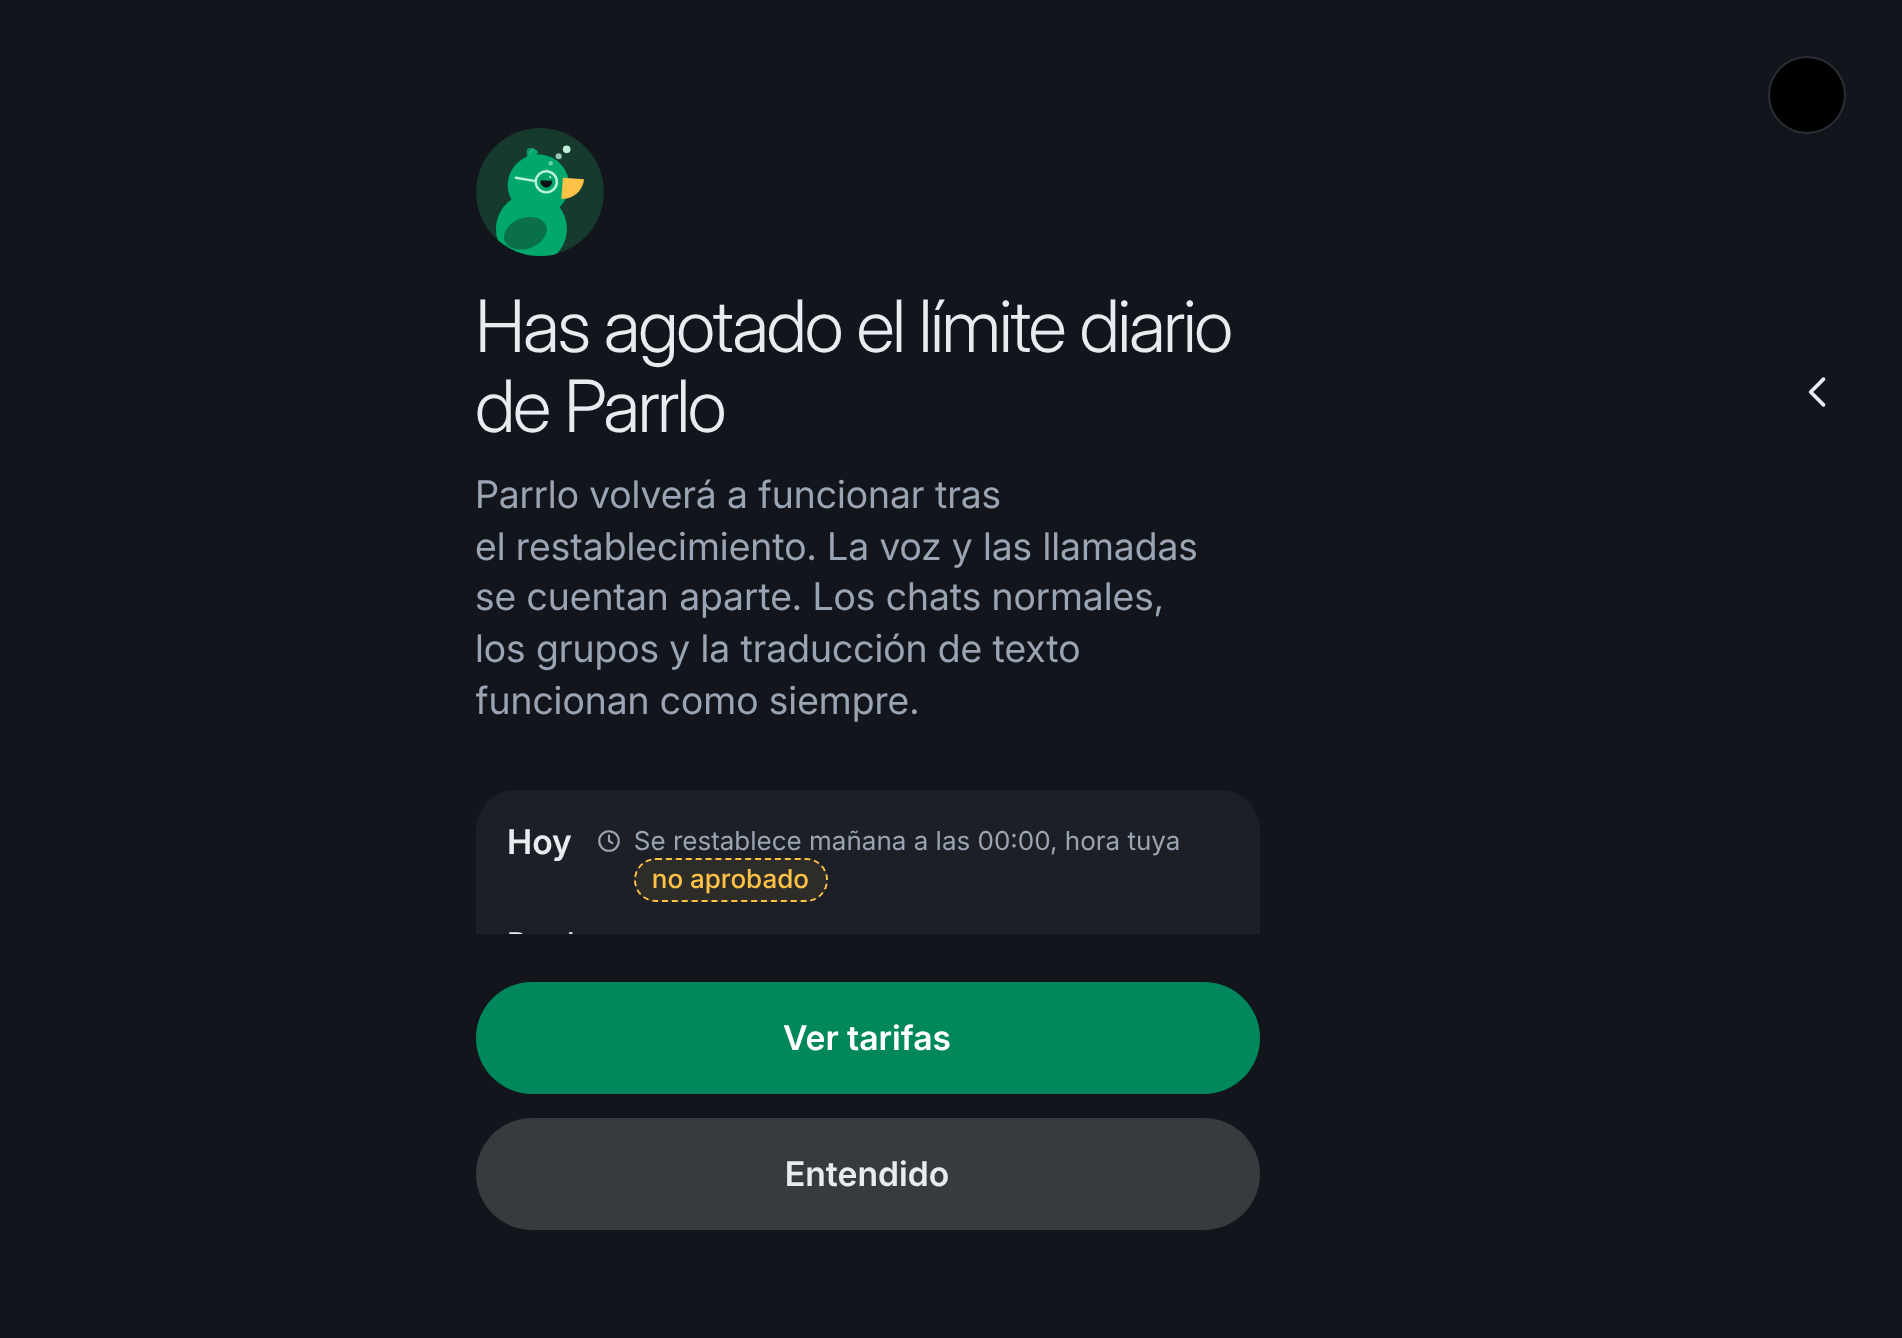 Has agotado el límite diario
de Parrlo
Parrlo volverá a funcionar tras
el restablecimiento. La voz y las llamadas
se cuentan aparte. Los chats normales,
los grupos y la traducción de texto
funcionan como siempre.
Hoy Se restablece mañana a las 00:00, hora tuya
no aprobado
Ver tarifas
Entendido